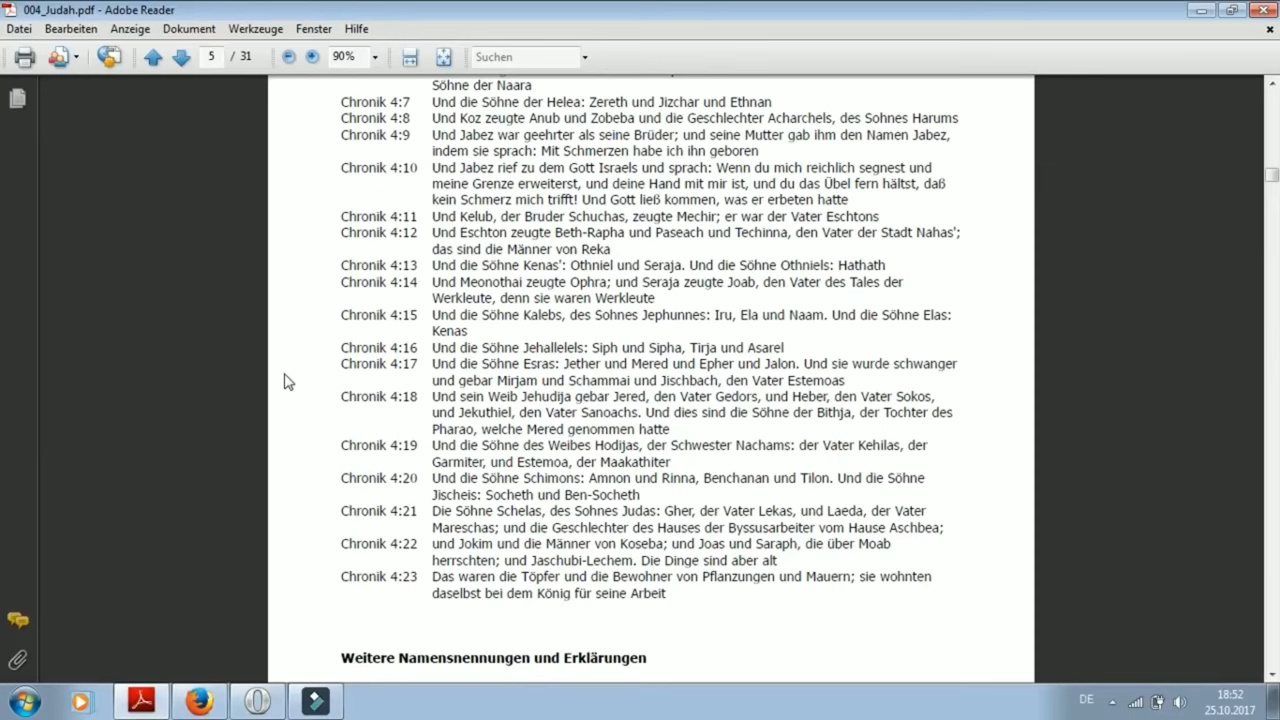 004_Judah.pdf - Adobe Reader
Datei Bearbeiten Anzeige Dokument Werkzeuge Fenster Hilfe
5 / 31 90% Suchen
Söhne der Naara
Chronik 4:7 Und die Söhne der Helea: Zereth und Jizchar und Ethnan
Chronik 4:8 Und Koz zeugte Anub und Zobeba und die Geschlechter Acharchels, des Sohnes Harums
Chronik 4:9 Und Jabez war geehrter als seine Brüder; und seine Mutter gab ihm den Namen Jabez,
indem sie sprach: Mit Schmerzen habe ich ihn geboren
Chronik 4:10 Und Jabez rief zu dem Gott Israels und sprach: Wenn du mich reichlich segnest und
meine Grenze erweiterst, und deine Hand mit mir ist, und du das Übel fern hältst, daß
kein Schmerz mich trifft! Und Gott ließ kommen, was er erbeten hatte
Chronik 4:11 Und Kelub, der Bruder Schuchas, zeugte Mechir; er war der Vater Eschtons
Chronik 4:12 Und Eschton zeugte Beth-Rapha und Paseach und Techinna, den Vater der Stadt Nahas';
das sind die Männer von Reka
Chronik 4:13 Und die Söhne Kenas': Othniel und Seraja. Und die Söhne Othniels: Hathath
Chronik 4:14 Und Meonothai zeugte Ophra; und Seraja zeugte Joab, den Vater des Tales der
Werkleute, denn sie waren Werkleute
Chronik 4:15 Und die Söhne Kalebs, des Sohnes Jephunnes: Iru, Ela und Naam. Und die Söhne Elas:
Kenas
Chronik 4:16 Und die Söhne Jehallelels: Siph und Sipha, Tirja und Asarel
Chronik 4:17 Und die Söhne Esras: Jether und Mered und Epher und Jalon. Und sie wurde schwanger
und gebar Mirjam und Schammai und Jischbach, den Vater Estemoas
Chronik 4:18 Und sein Weib Jehudija gebar Jered, den Vater Gedors, und Heber, den Vater Sokos,
und Jekuthiel, den Vater Sanoachs. Und dies sind die Söhne der Bithja, der Tochter des
Pharao, welche Mered genommen hatte
Chronik 4:19 Und die Söhne des Weibes Hodijas, der Schwester Nachams: der Vater Kehilas, der
Garmiter, und Estemoa, der Maakathiter
Chronik 4:20 Und die Söhne Schimons: Amnon und Rinna, Benchanan und Tilon. Und die Söhne
Jischeis: Socheth und Ben-Socheth
Chronik 4:21 Die Söhne Schelas, des Sohnes Judas: Gher, der Vater Lekas, und Laeda, der Vater
Mareschas; und die Geschlechter des Hauses der Byssusarbeiter vom Hause Aschbea;
Chronik 4:22 und Jokim und die Männer von Koseba; und Joas und Saraph, die über Moab
herrschten; und Jaschubi-Lechem. Die Dinge sind aber alt
Chronik 4:23 Das waren die Töpfer und die Bewohner von Pflanzungen und Mauern; sie wohnten
daselbst bei dem König für seine Arbeit
Weitere Namensnennungen und Erklärungen
DE 18:52
25.10.2017